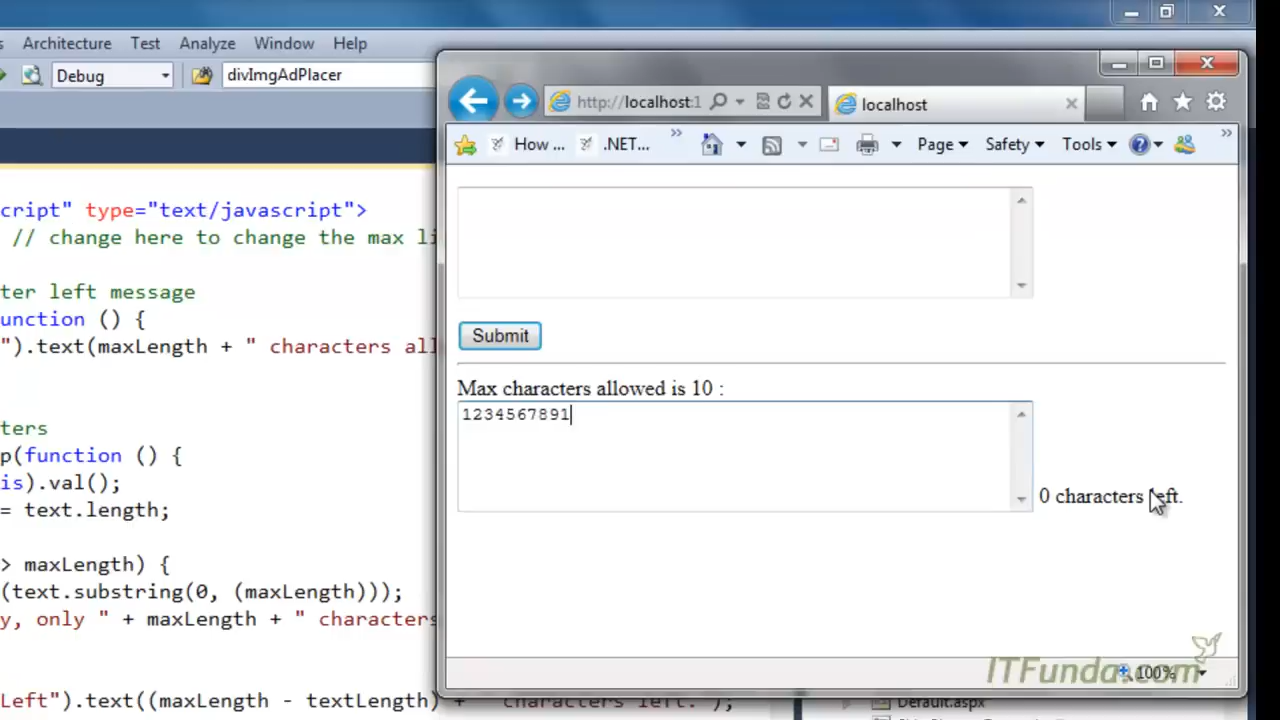 Architecture Test Analyze Window Help
Debug divImgAdPlacer
http://localhost:1 localhost
How ... .NET... Page Safety Tools
cript" type="text/javascript">
// change here to change the max li
ter left message
unction () {
").text(maxLength + " characters al
ters
p(function () {
is).val();
= text.length;
> maxLength) {
(text.substring(0, (maxLength)));
y, only " + maxLength + " characters
Left").text((maxLength - textLength) + " characters left.");
Submit
Max characters allowed is 10 :
1234567891
0 characters left.
ITFunda.com
100%
Default.aspx